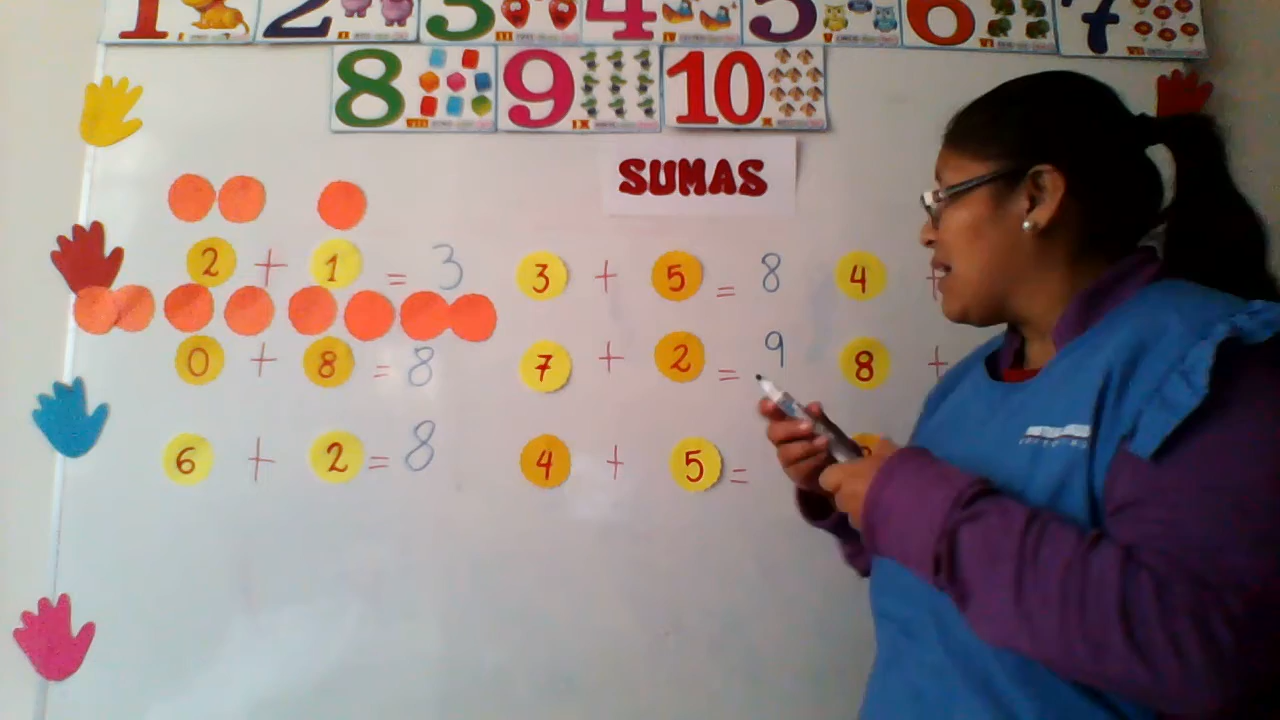 1 2 3 4 5 6 7
8 9 10
SUMAS
2 + 1 = 3
3 + 5 = 8
4 +
0 + 8 = 8
7 + 2 = 9
8 +
6 + 2 = 8
4 + 5 =